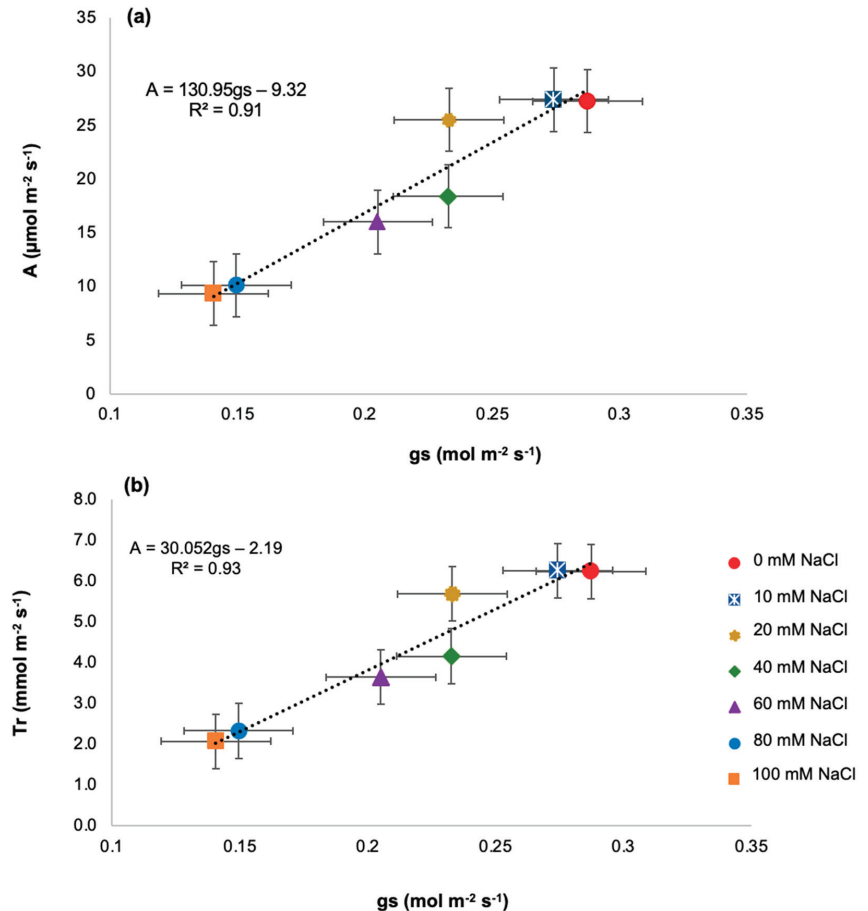 (a)
35
30
25
20
15
10
5
0
A = 130.95gs – 9.32
R² = 0.91
A (µmol m⁻² s⁻¹)
0.1 0.15 0.2 0.25 0.3 0.35
gs (mol m⁻² s⁻¹)
(b)
8.0
7.0
6.0
5.0
4.0
3.0
2.0
1.0
0.0
A = 30.052gs – 2.19
R² = 0.93
Tr (mmol m⁻² s⁻¹)
0 mM NaCl
10 mM NaCl
20 mM NaCl
40 mM NaCl
60 mM NaCl
80 mM NaCl
100 mM NaCl
0.1 0.15 0.2 0.25 0.3 0.35
gs (mol m⁻² s⁻¹)